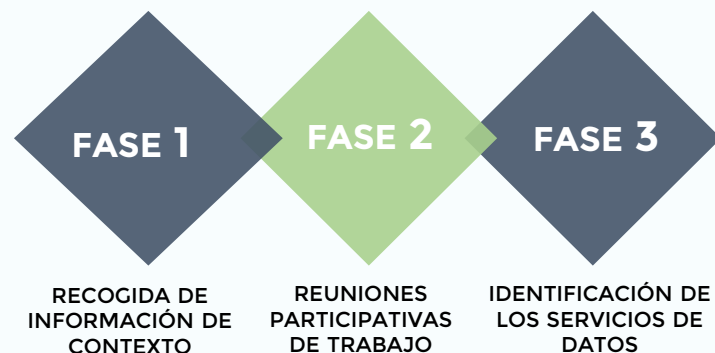 FASE 1
FASE 2
FASE 3
RECOGIDA DE
INFORMACIÓN DE
CONTEXTO
REUNIONES
PARTICIPATIVAS
DE TRABAJO
IDENTIFICACIÓN DE
LOS SERVICIOS DE
DATOS